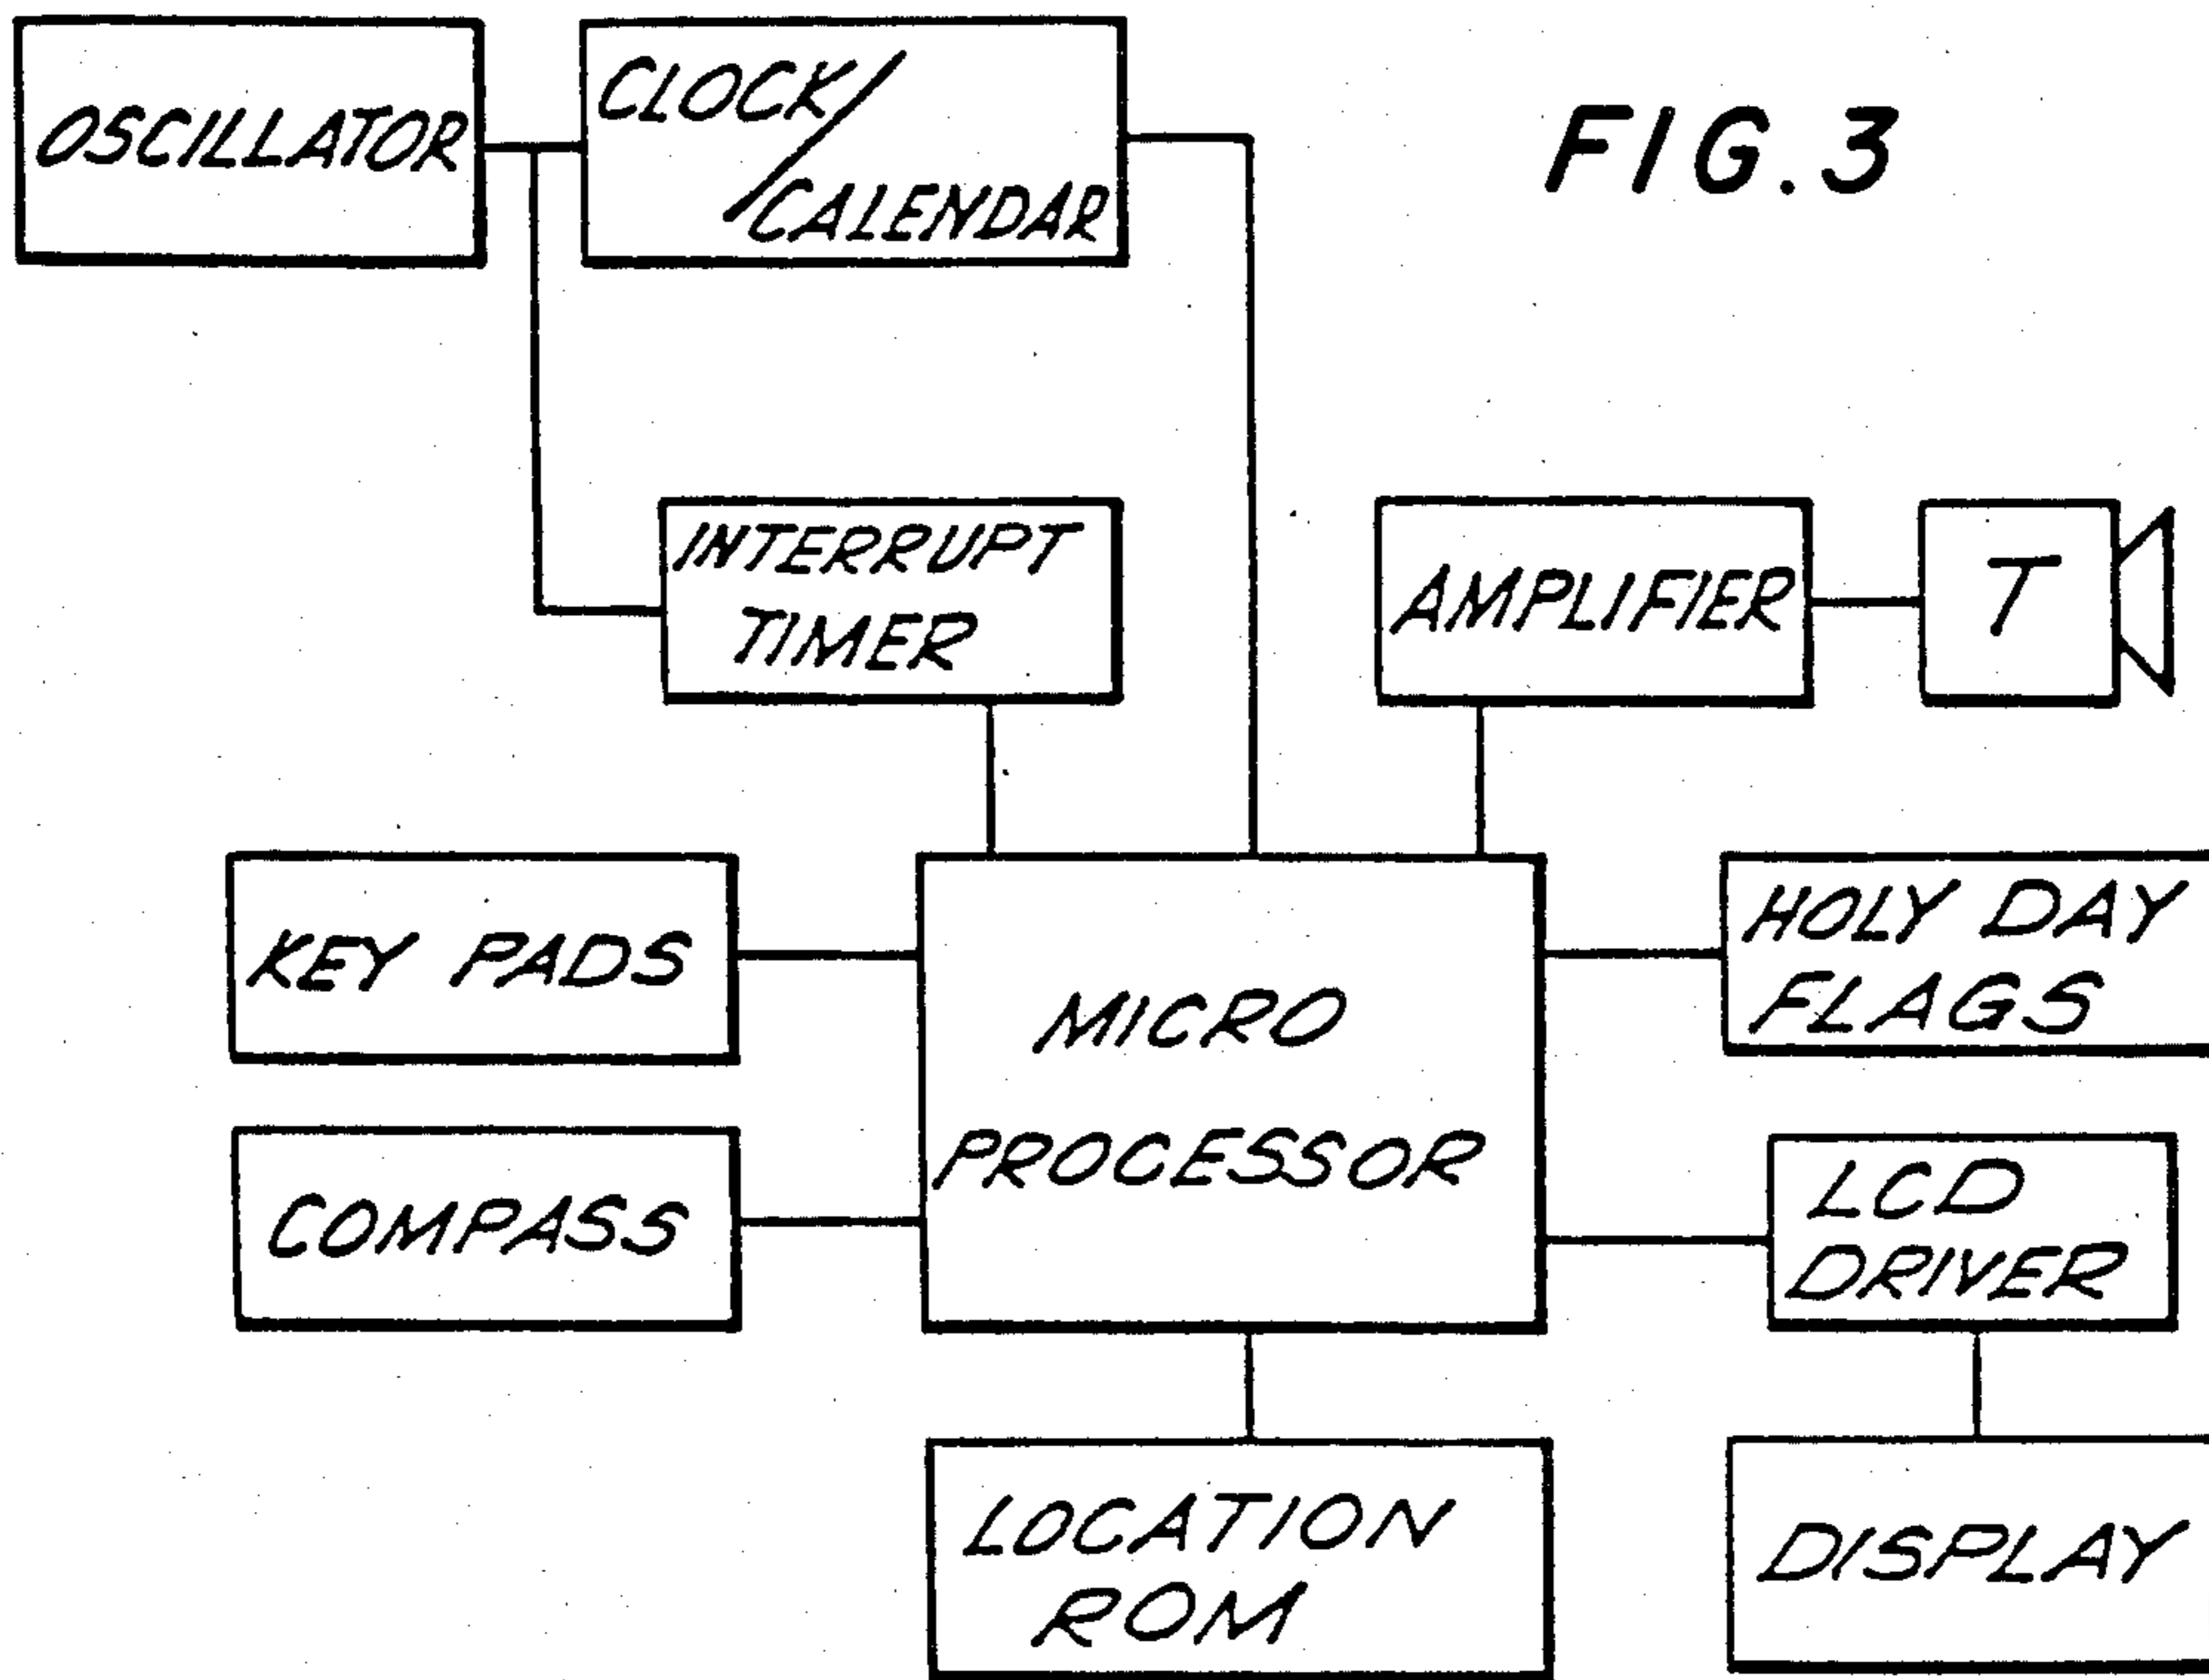 OSCILLATOR
CLOCK/
CALENDAR
FIG. 3
INTERRUPT
TIMER
AMPLIFIER
T
KEY PADS
MICRO
PROCESSOR
HOLY DAY
FLAGS
COMPASS
LCD
DRIVER
LOCATION
ROM
DISPLAY